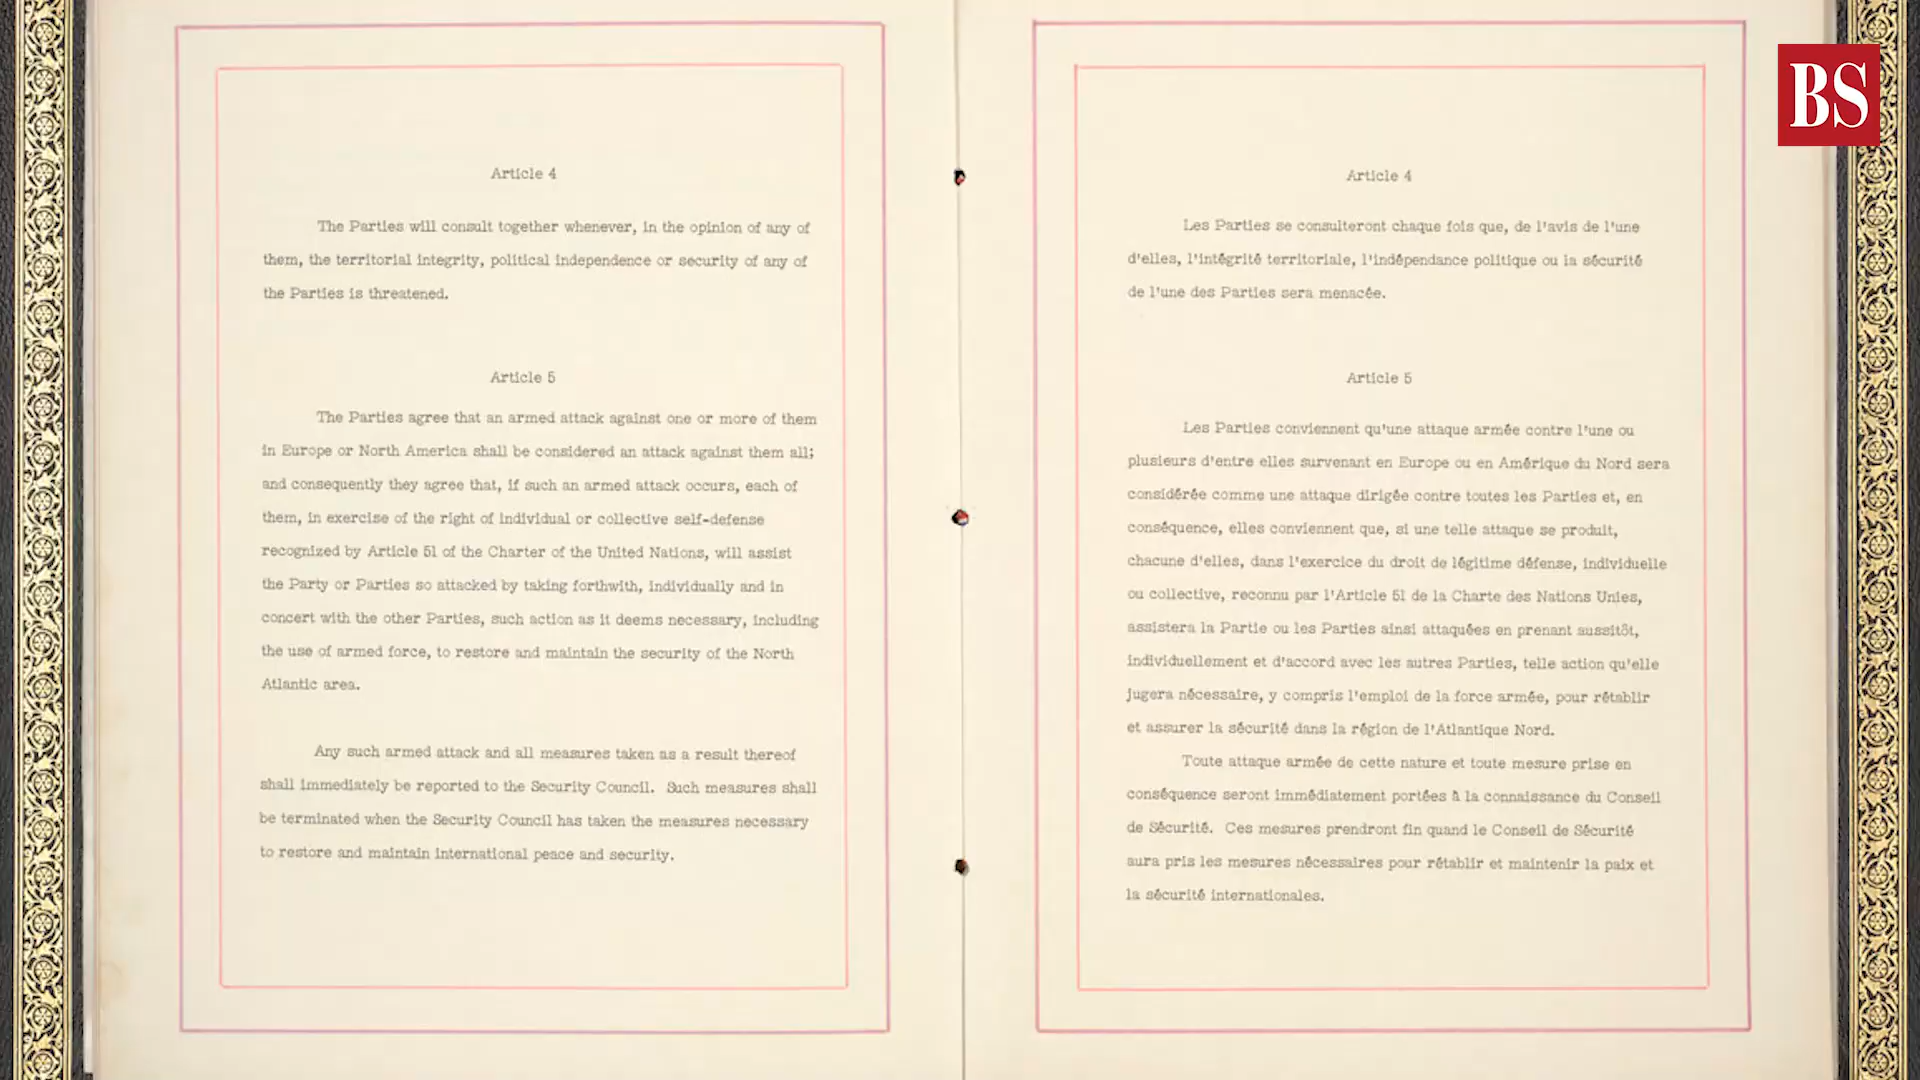 Article 4
The Parties will consult together whenever, in the opinion of any of
them, the territorial integrity, political independence or security of any of
the Parties is threatened.
Article 5
The Parties agree that an armed attack against one or more of them
in Europe or North America shall be considered an attack against them all;
and consequently they agree that, if such an armed attack occurs, each of
them, in exercise of the right of individual or collective self-defense
recognized by Article 51 of the Charter of the United Nations, will assist
the Party or Parties so attacked by taking forthwith, individually and in
concert with the other Parties, such action as it deems necessary, including
the use of armed force, to restore and maintain the security of the North
Atlantic area.
Any such armed attack and all measures taken as a result thereof
shall immediately be reported to the Security Council. Such measures shall
be terminated when the Security Council has taken the measures necessary
to restore and maintain international peace and security.
Article 4
Les Parties se consulteront chaque fois que, de l'avis de l'une
d'elles, l'intégrité territoriale, l'indépendance politique ou la sécurité
de l'une des Parties sera menacée.
Article 5
Les Parties conviennent qu'une attaque armée contre l'une ou
plusieurs d'entre elles survenant en Europe ou en Amérique du Nord sera
considérée comme une attaque dirigée contre toutes les Parties et, en
conséquence, elles conviennent que, si une telle attaque se produit,
chacune d'elles, dans l'exercice du droit de légitime défense, individuelle
ou collective, reconnu par l'Article 51 de la Charte des Nations Unies,
assistera la Partie ou les Parties ainsi attaquées en prenant aussitôt,
individuellement et d'accord avec les autres Parties, telle action qu'elle
jugera nécessaire, y compris l'emploi de la force armée, pour rétablir
et assurer la sécurité dans la région de l'Atlantique Nord.
Toute attaque armée de cette nature et toute mesure prise en
conséquence seront immédiatement portées à la connaissance du Conseil
de Sécurité. Ces mesures prendront fin quand le Conseil de Sécurité
aura pris les mesures nécessaires pour rétablir et maintenir la paix et
la sécurité internationales.
BS